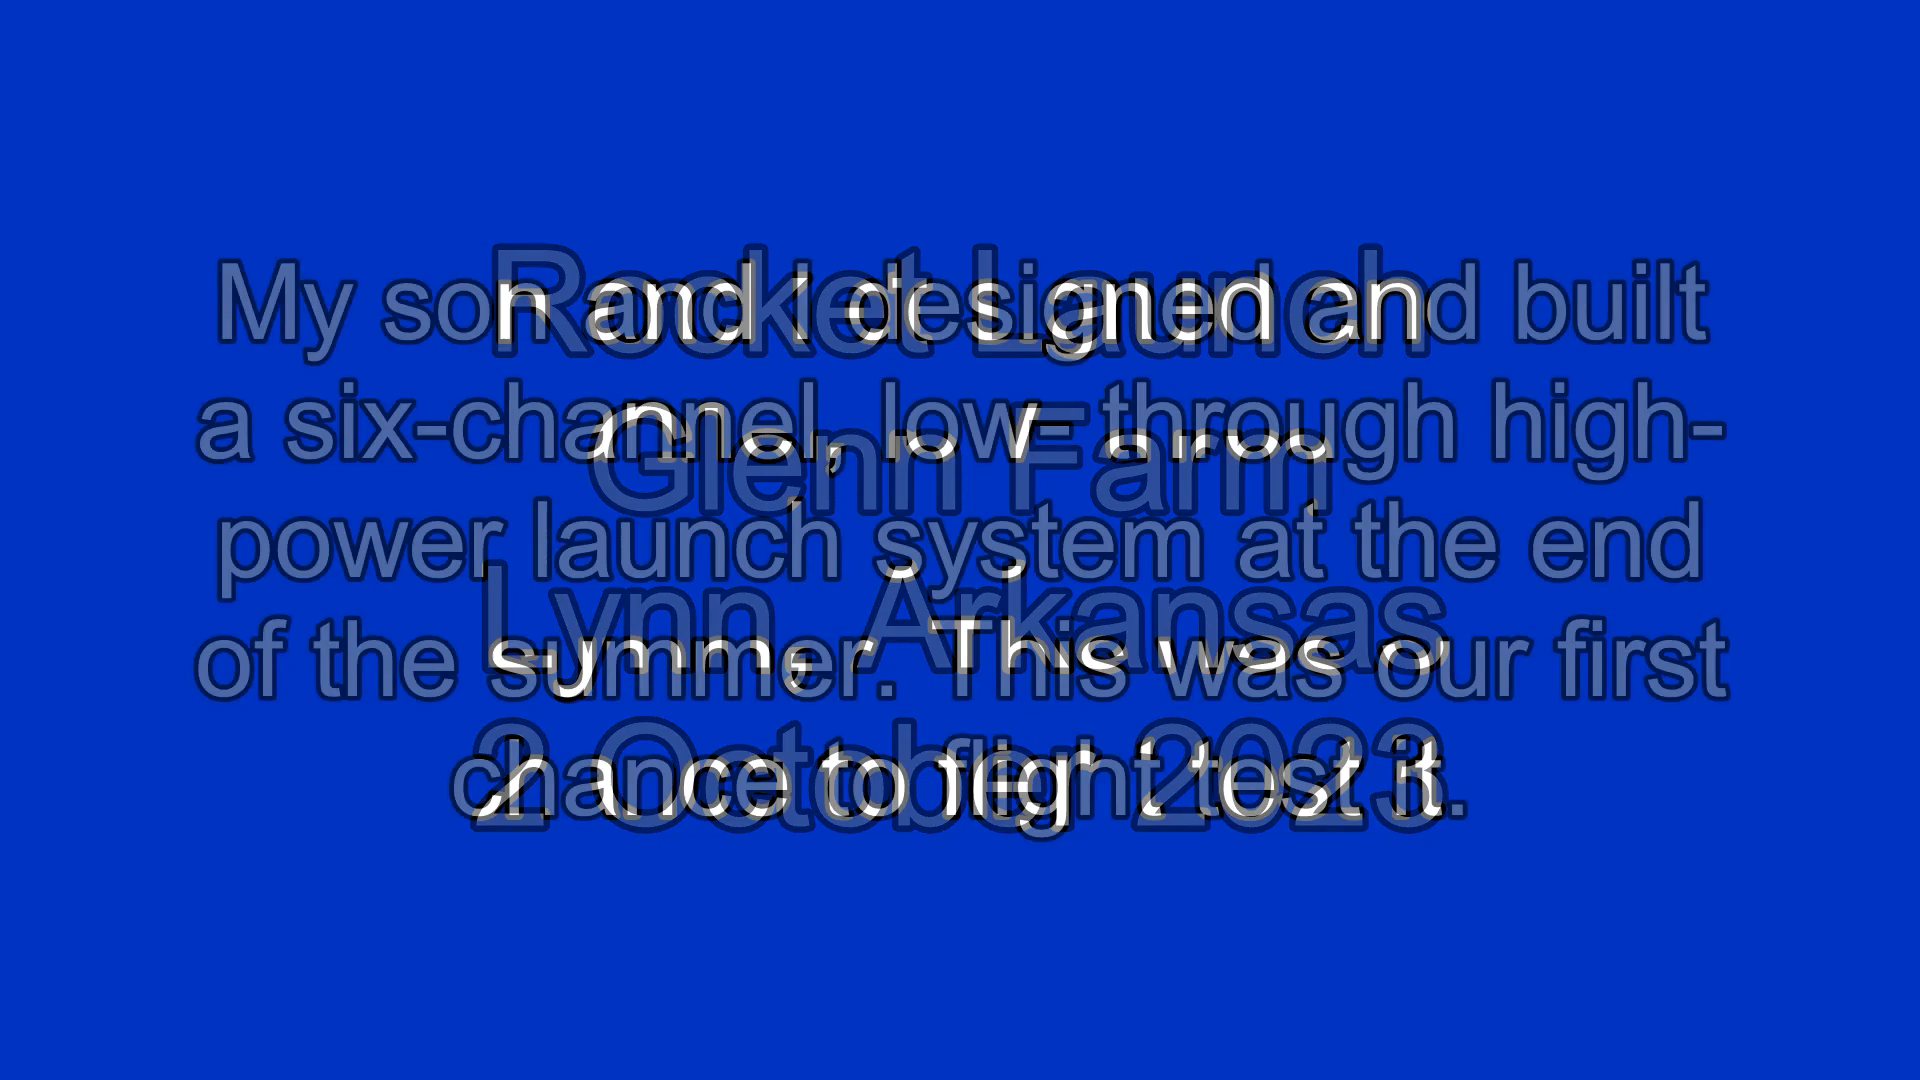 Rocket Launch
Glenn Farm
Lynn, Arkansas
2 October 2023
My son and I designed and built
a six-channel, low- through high-
power launch system at the end
of the summer. This was our first
chance to flight test it.